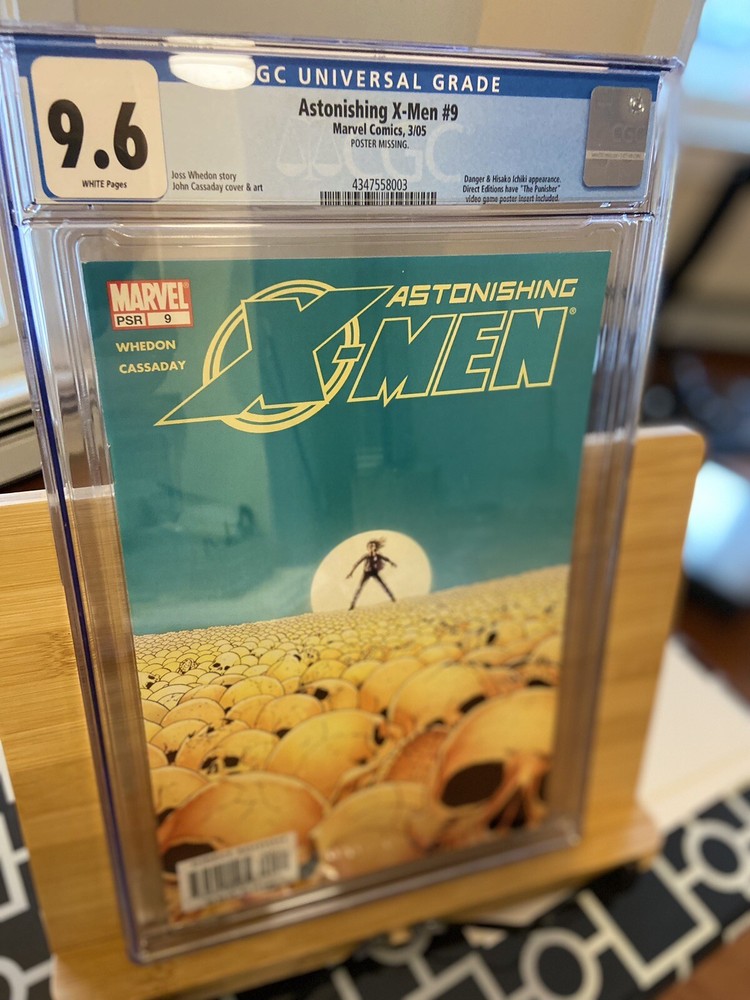 GC UNIVERSAL GRADE
9.6
WHITE Pages
Astonishing X-Men #9
Marvel Comics, 3/05
POSTER MISSING.
Joss Whedon story
John Cassaday cover & art
4347558003
Danger & Hisako Ichiki appearance.
Direct Editions have "The Punisher"
video game poster insert included.
CGC
MARVEL
PSR 9
WHEDON
CASSADAY
ASTONISHING
X-MEN®